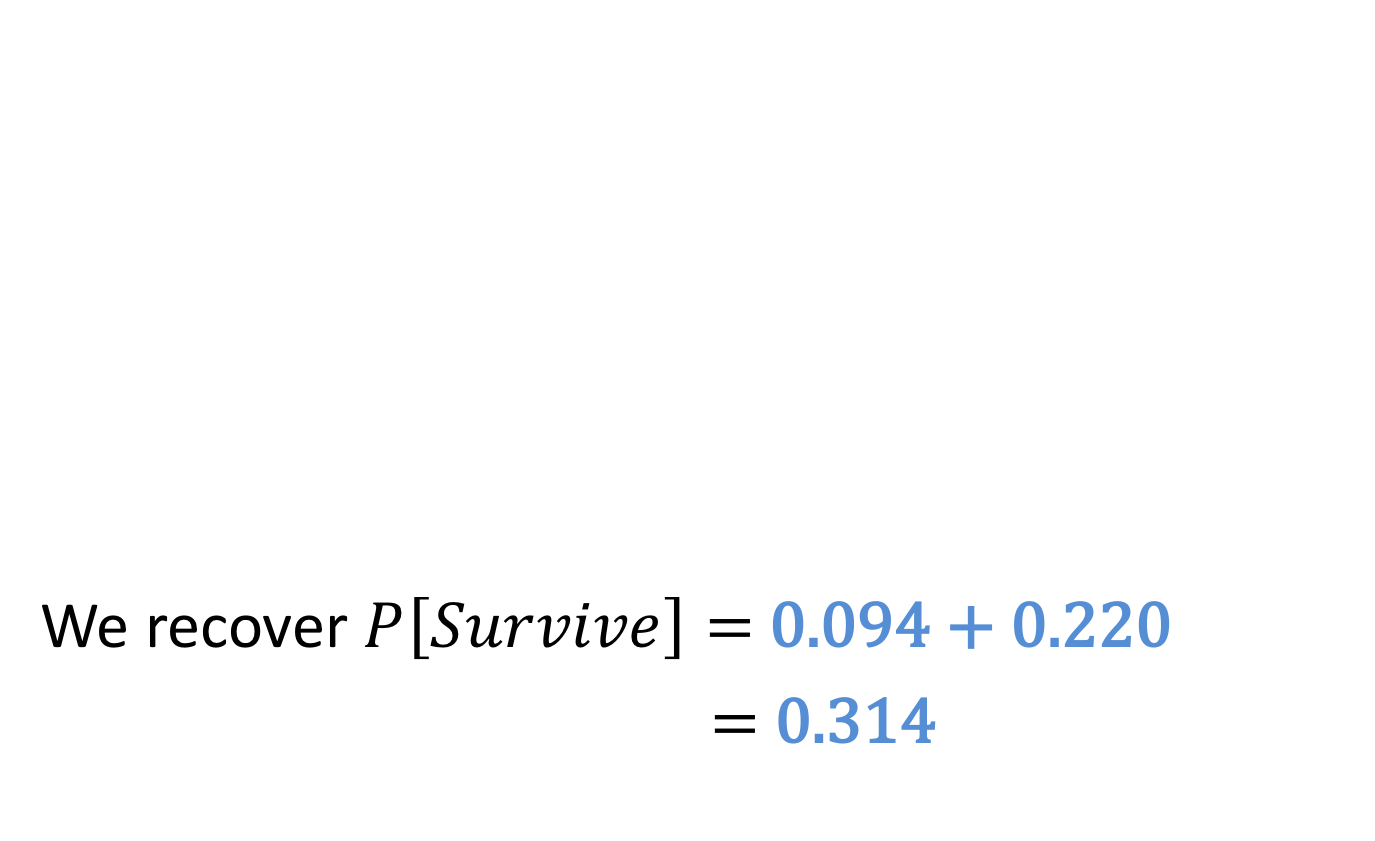 We recover P[Survive] = 0.094 + 0.220
= 0.314